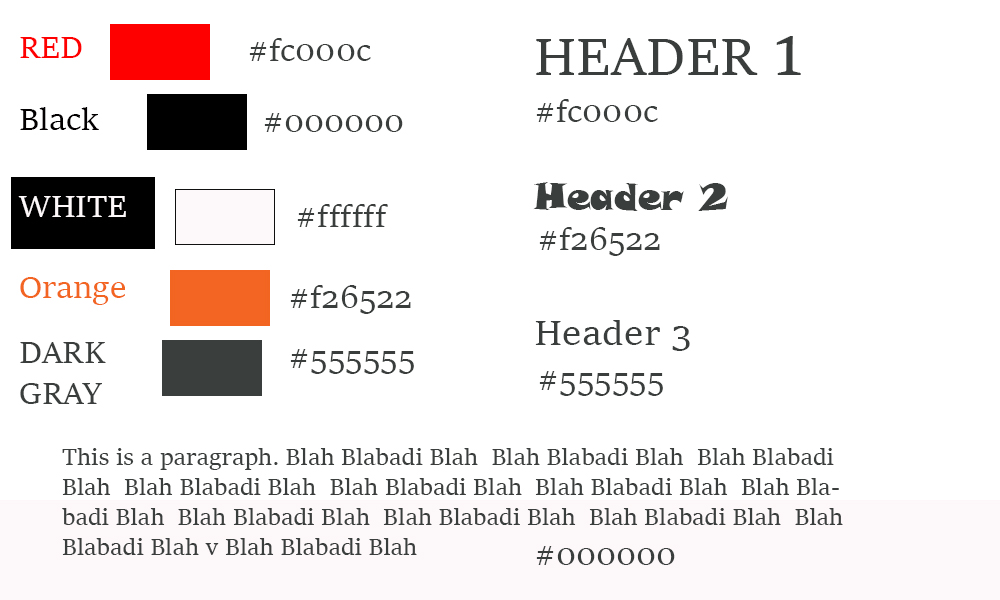 RED #fc000c
Black #000000
WHITE #ffffff
Orange #f26522
DARK
GRAY
#555555
HEADER 1
#fc000c
Header 2
#f26522
Header 3
#555555
This is a paragraph. Blah Blabadi Blah  Blah Blabadi Blah  Blah Blabadi
Blah  Blah Blabadi Blah  Blah Blabadi Blah  Blah Blabadi Blah  Blah Bla-
badi Blah  Blah Blabadi Blah  Blah Blabadi Blah  Blah Blabadi Blah  Blah
Blabadi Blah v Blah Blabadi Blah
#000000